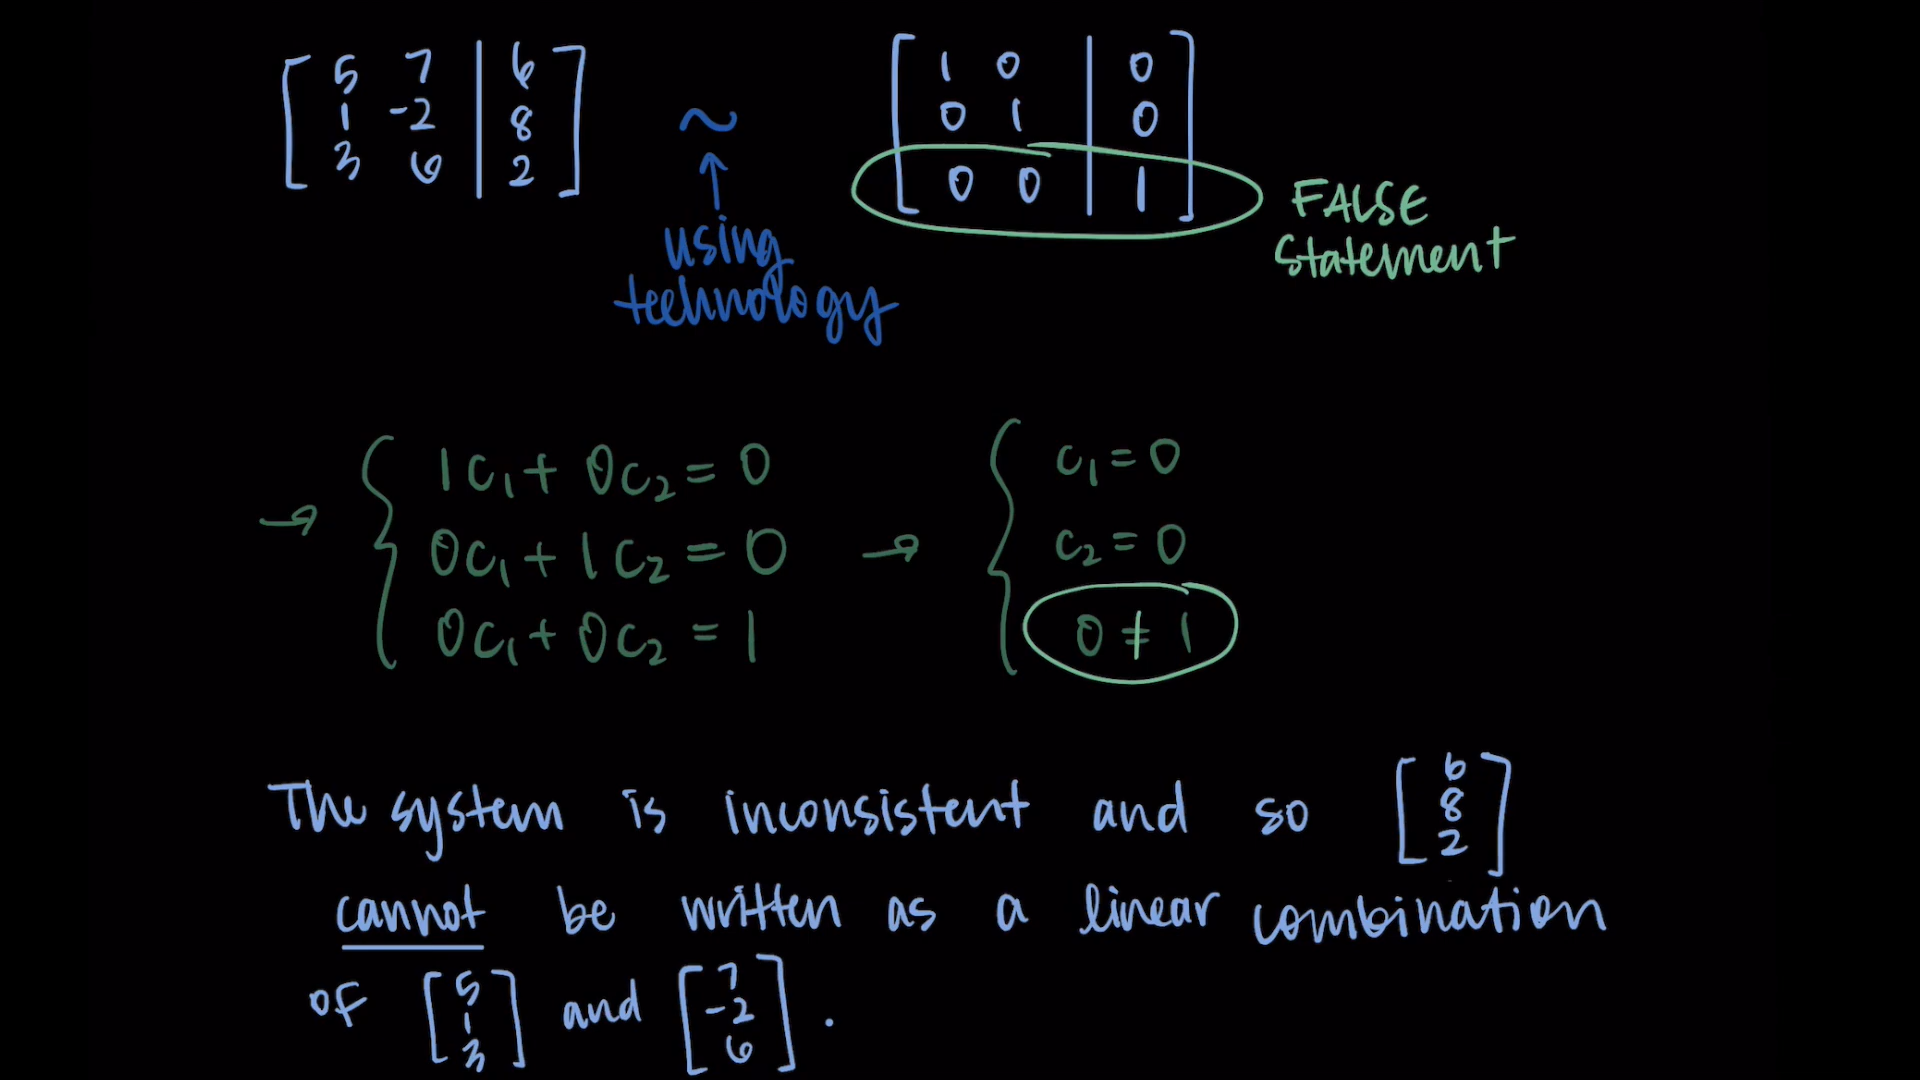 [ 5 7 | 6 ] [ 1 0 | 0 ]
[ 1 -2 | 8 ] ~ [ 0 1 | 0 ]
[ 3 6 | 2 ] ↑ [ 0 0 | 1 ] FALSE
using statement
technology
1c₁ + 0c₂ = 0 c₁ = 0
→ { 0c₁ + 1c₂ = 0 → { c₂ = 0
0c₁ + 0c₂ = 1 0 ≠ 1
The system is inconsistent and so [ 6 8 2 ]
cannot be written as a linear combination
of [ 5 1 3 ] and [ 7 -2 6 ] .